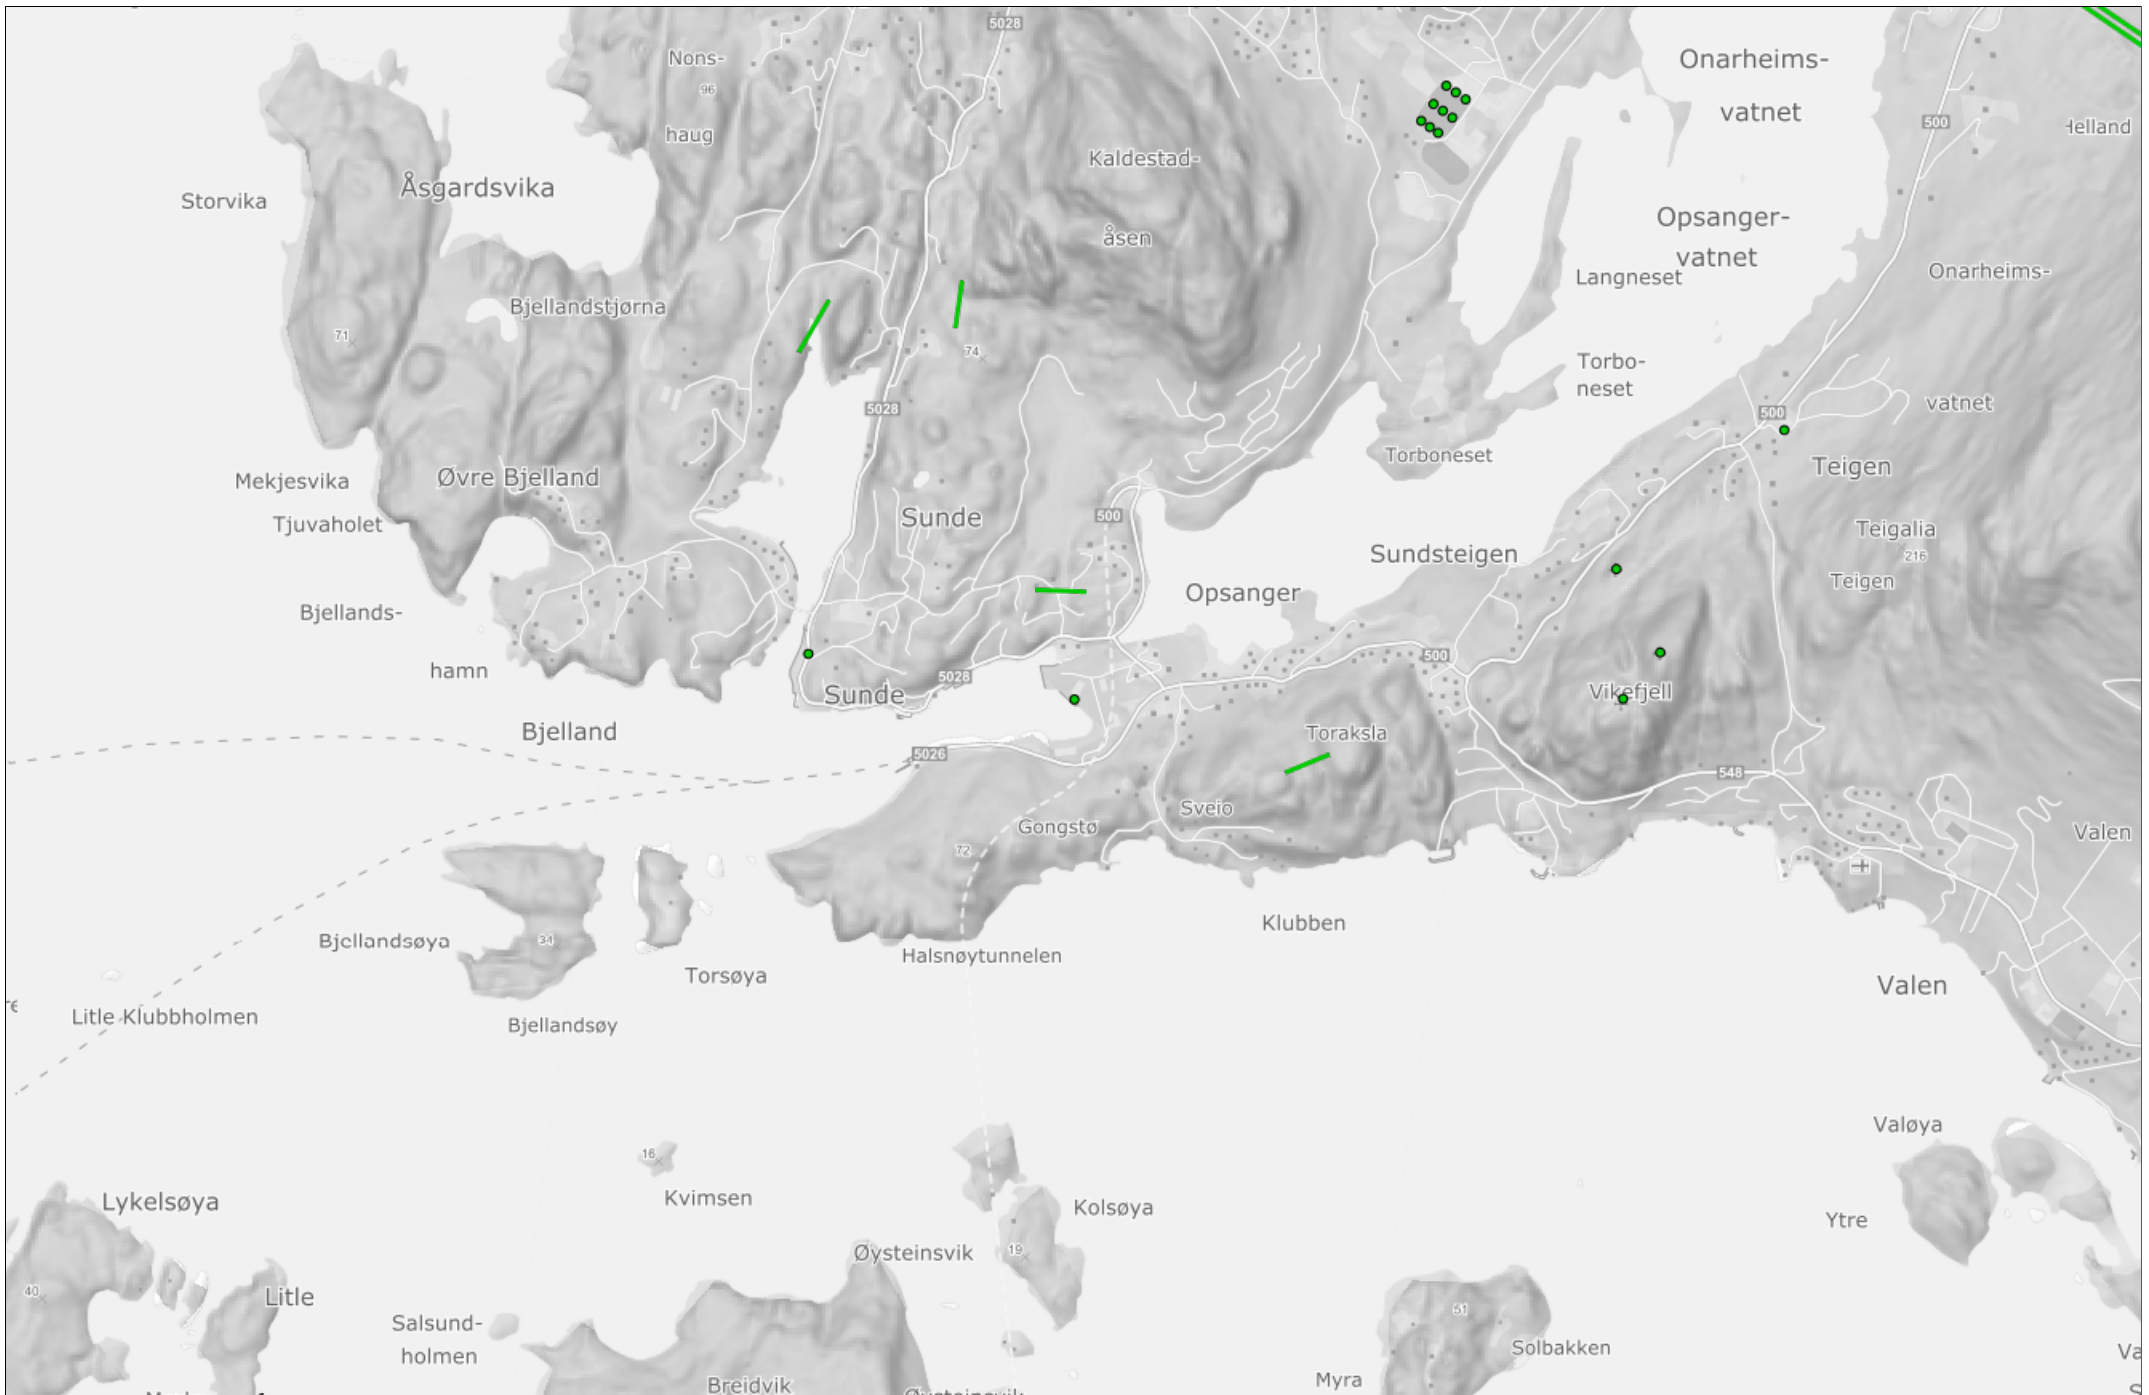 5028
Nons-
96
haug
Onarheims-
vatnet
500
Kaldestad-
åsen
Storvika
Åsgardsvika
Opsanger-
vatnet
Langneset
Onarheims-
Bjellandstjørna
71
74
Torbo-
neset
5028
500
vatnet
Torboneset
Teigen
Mekjesvika
Øvre Bjelland
Tjuvaholet
Sunde
500
Teigalia
216
Sundsteigen
Teigen
Opsanger
Bjellands-
hamn
500
5028
Sunde
Vikefjell
Bjelland
Toraksla
5026
548
Sveio
Gongstø
Valen
72
Klubben
Bjellandsøya
34
Halsnøytunnelen
Torsøya
Valen
Litle Klubbholmen
Bjellandsøy
Valøya
16
Kvimsen
Lykelsøya
Kolsøya
Ytre
Øysteinsvik
19
40
Litle
51
Salsund-
holmen
Solbakken
Myra
Breidvik